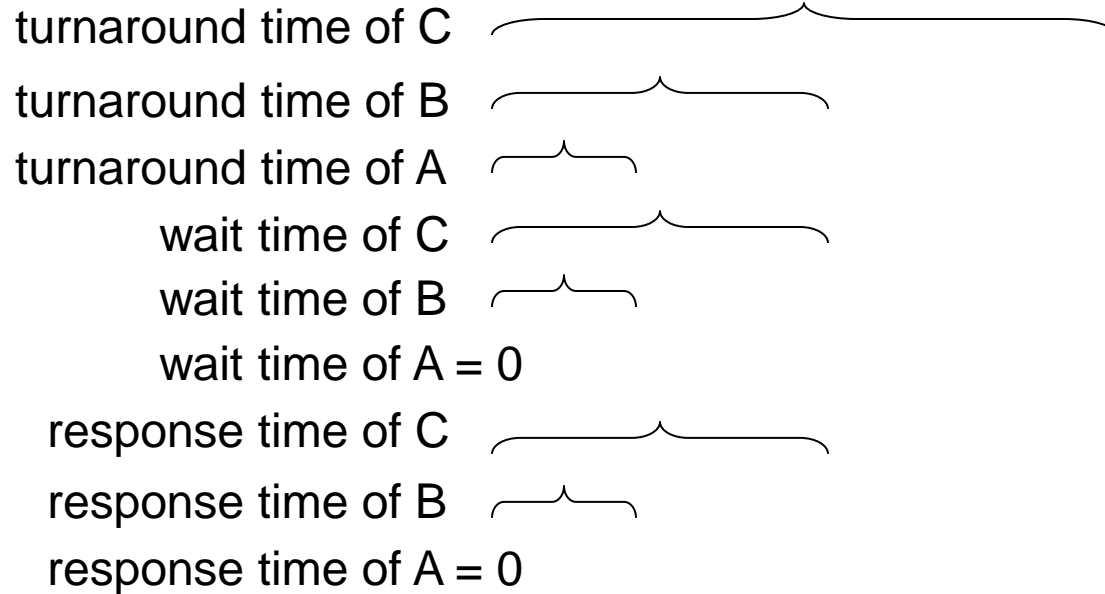 turnaround time of C
turnaround time of B
turnaround time of A
wait time of C
wait time of B
wait time of A = 0
response time of C
response time of B
response time of A = 0